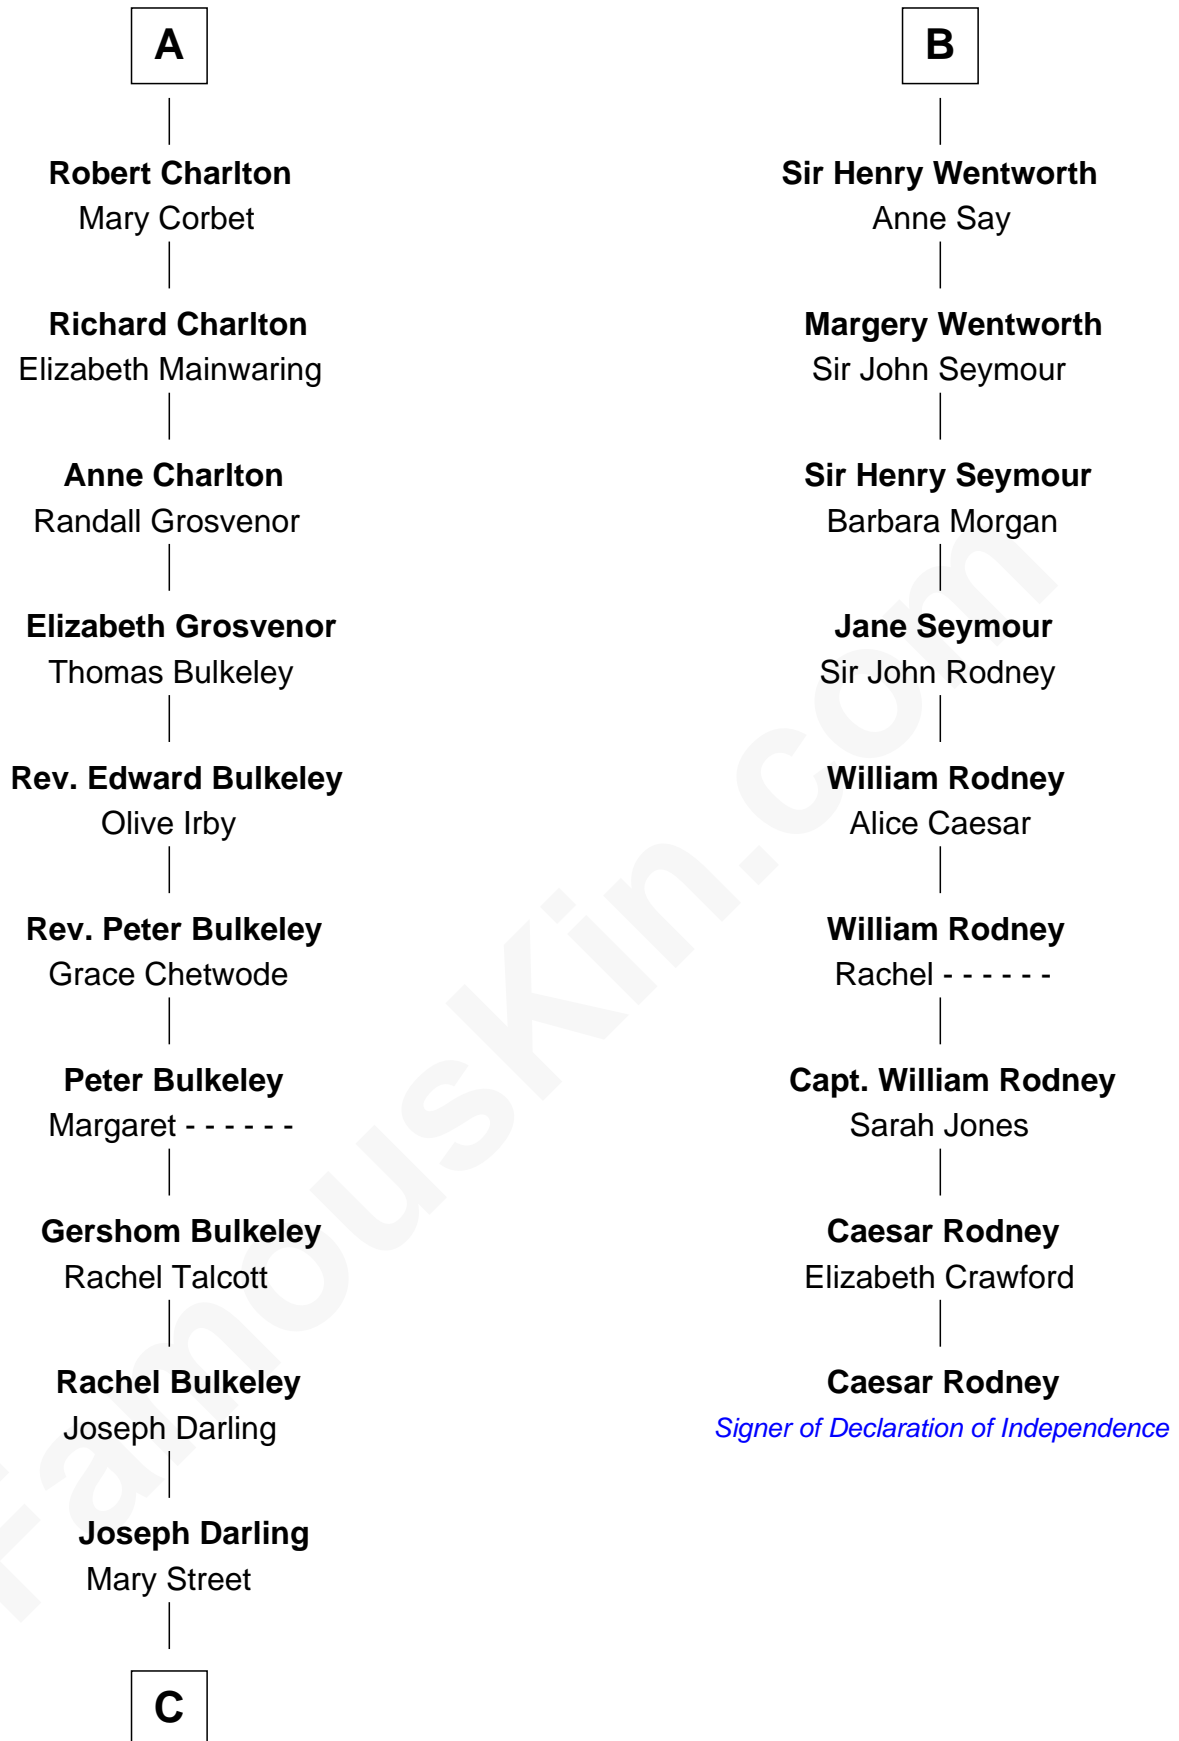 A
Robert Charlton
Mary Corbet
Richard Charlton
Elizabeth Mainwaring
Anne Charlton
Randall Grosvenor
Elizabeth Grosvenor
Thomas Bulkeley
Rev. Edward Bulkeley
Olive Irby
Rev. Peter Bulkeley
Grace Chetwode
Peter Bulkeley
Margaret - - - - - -
Gershom Bulkeley
Rachel Talcott
Rachel Bulkeley
Joseph Darling
Joseph Darling
Mary Street
C
B
Sir Henry Wentworth
Anne Say
Margery Wentworth
Sir John Seymour
Sir Henry Seymour
Barbara Morgan
Jane Seymour
Sir John Rodney
William Rodney
Alice Caesar
William Rodney
Rachel - - - - - -
Capt. William Rodney
Sarah Jones
Caesar Rodney
Elizabeth Crawford
Caesar Rodney
Signer of Declaration of Independence
FamousKin.com